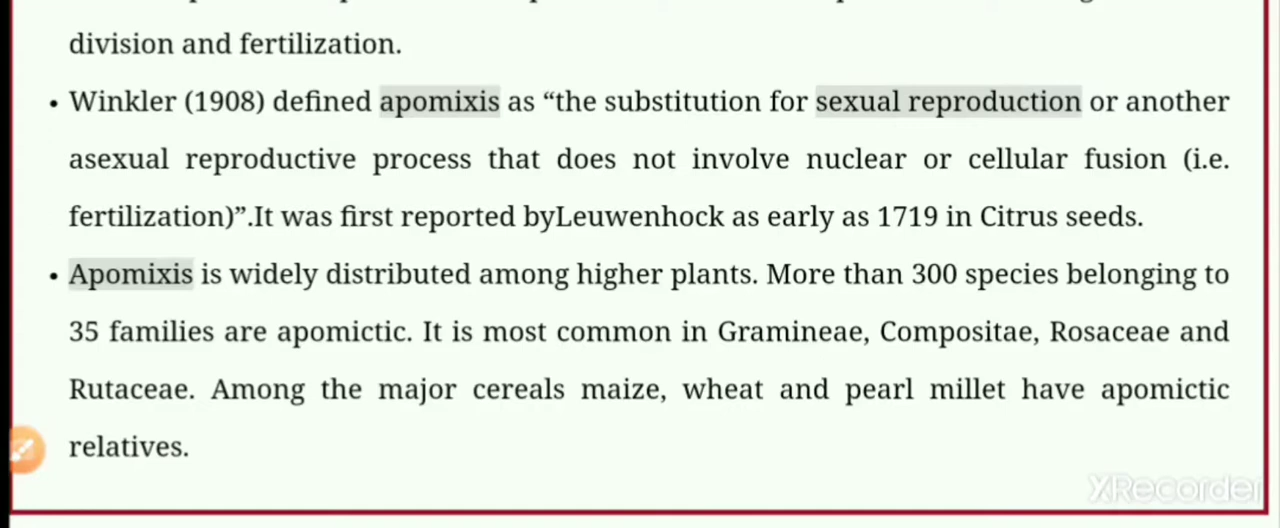 division and fertilization.
• Winkler (1908) defined apomixis as “the substitution for sexual reproduction or another
asexual reproductive process that does not involve nuclear or cellular fusion (i.e.
fertilization)”.It was first reported byLeuwenhock as early as 1719 in Citrus seeds.
• Apomixis is widely distributed among higher plants. More than 300 species belonging to
35 families are apomictic. It is most common in Gramineae, Compositae, Rosaceae and
Rutaceae. Among the major cereals maize, wheat and pearl millet have apomictic
relatives.
XRecorder